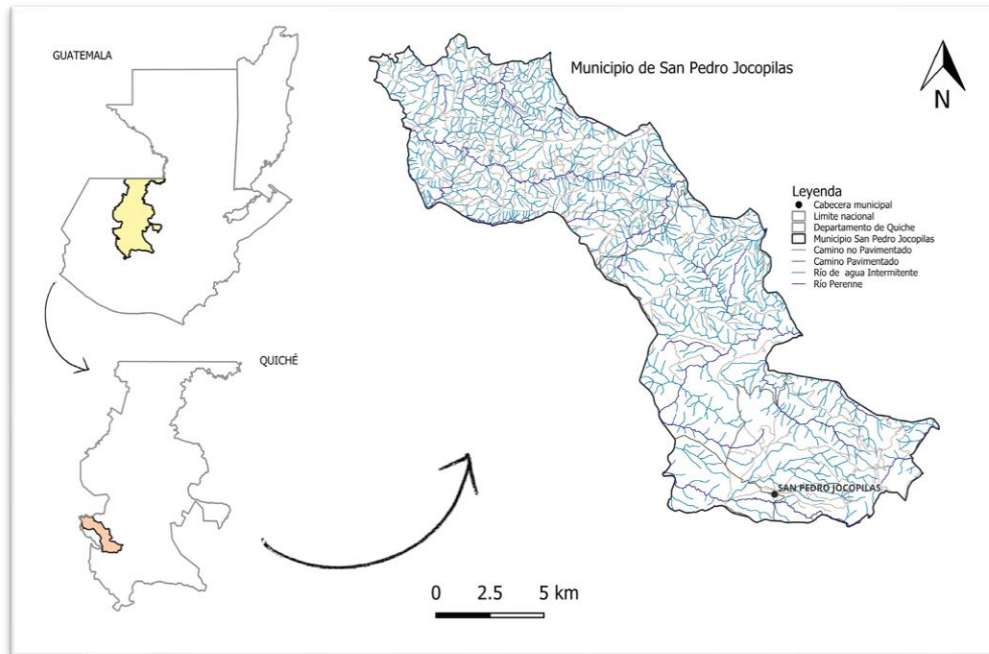 GUATEMALA
Municipio de San Pedro Jocopilas
N
Leyenda
Cabecera municipal
Limite nacional
Departamento de Quiche
Municipio San Pedro Jocopilas
Camino no Pavimentado
Camino Pavimentado
Río de agua Intermitente
Río Perenne
QUICHÉ
SAN PEDRO JOCOPILAS
0 2.5 5 km